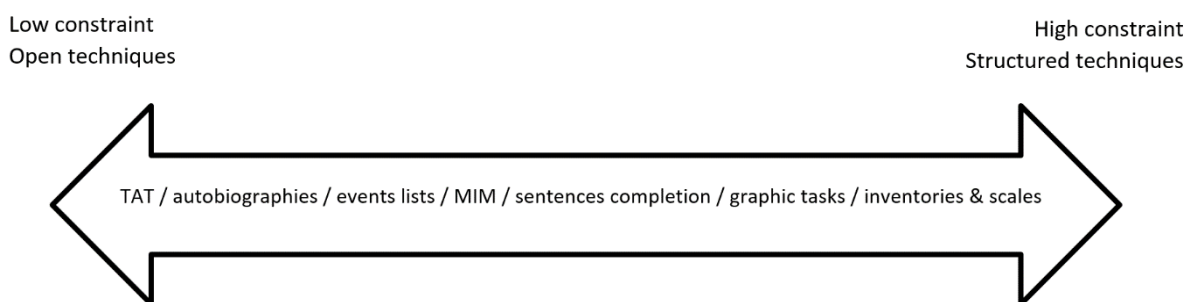 Low constraint
Open techniques
High constraint
Structured techniques
TAT / autobiographies / events lists / MIM / sentences completion / graphic tasks / inventories & scales